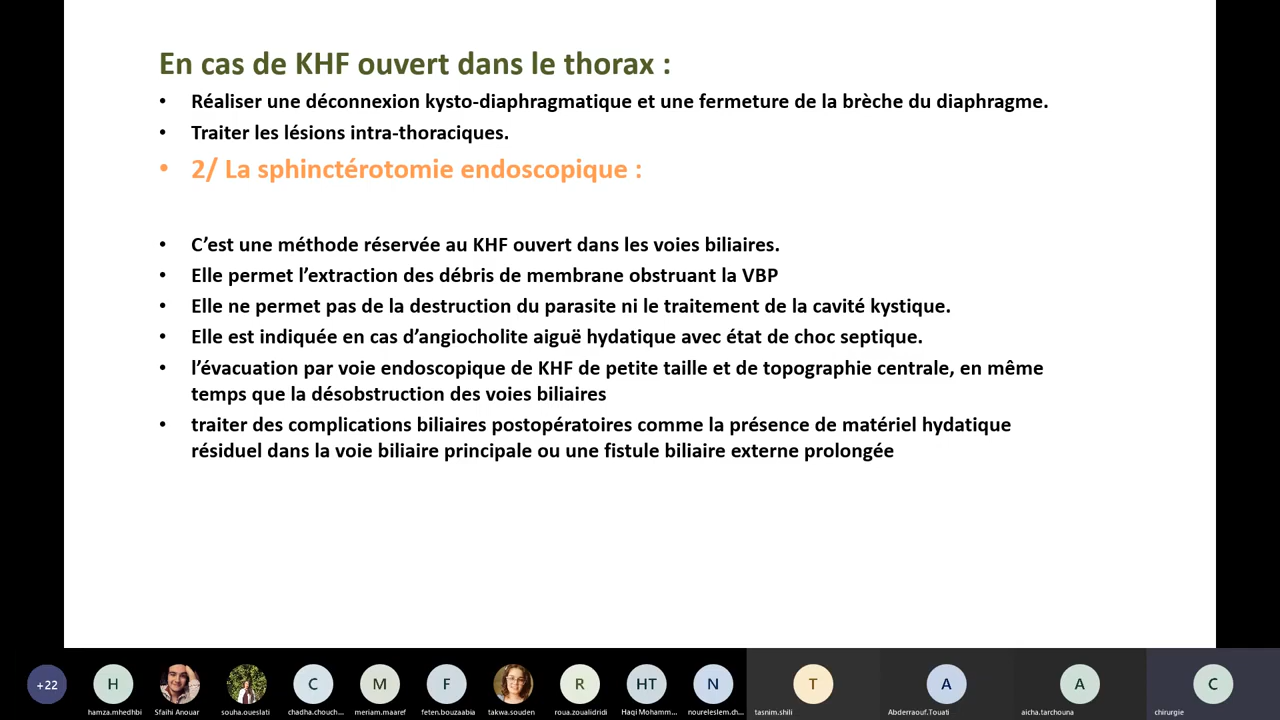 En cas de KHF ouvert dans le thorax :
• Réaliser une déconnexion kysto-diaphragmatique et une fermeture de la brèche du diaphragme.
• Traiter les lésions intra-thoraciques.
• 2/ La sphinctérotomie endoscopique :
• C’est une méthode réservée au KHF ouvert dans les voies biliaires.
• Elle permet l’extraction des débris de membrane obstruant la VBP
• Elle ne permet pas de la destruction du parasite ni le traitement de la cavité kystique.
• Elle est indiquée en cas d’angiocholite aiguë hydatique avec état de choc septique.
• l’évacuation par voie endoscopique de KHF de petite taille et de topographie centrale, en même
temps que la désobstruction des voies biliaires
• traiter des complications biliaires postopératoires comme la présence de matériel hydatique
résiduel dans la voie biliaire principale ou une fistule biliaire externe prolongée
+22 H C M F R HT N T A A C
hamza.mhedhbi Sfaihi Anouar souha.oueslati chadha.chouch... meriam.maaref feten.bouzaabia takwa.souden roua.zoualidridi Haqi Mohamm... noureleslem.ch... tasnim.shili Abderraouf.Touati aicha.tarchouna chirurgie